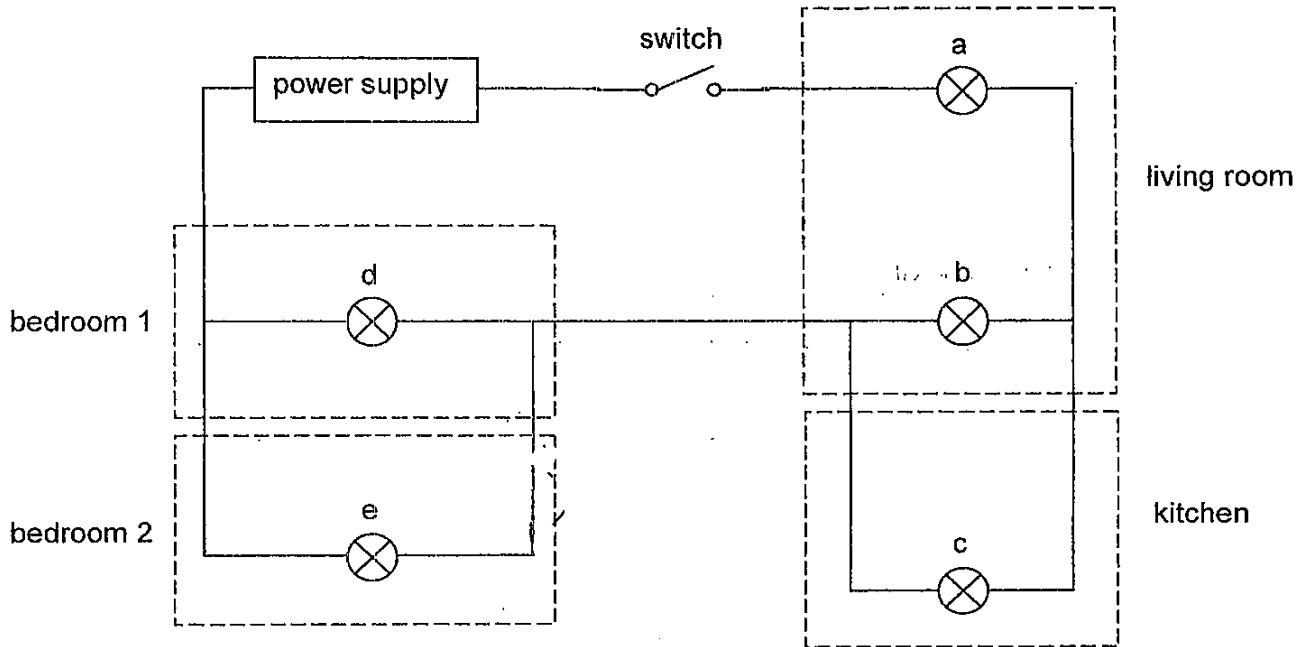 switch
a
power supply
living room
d
b
bedroom 1
e
bedroom 2
c
kitchen